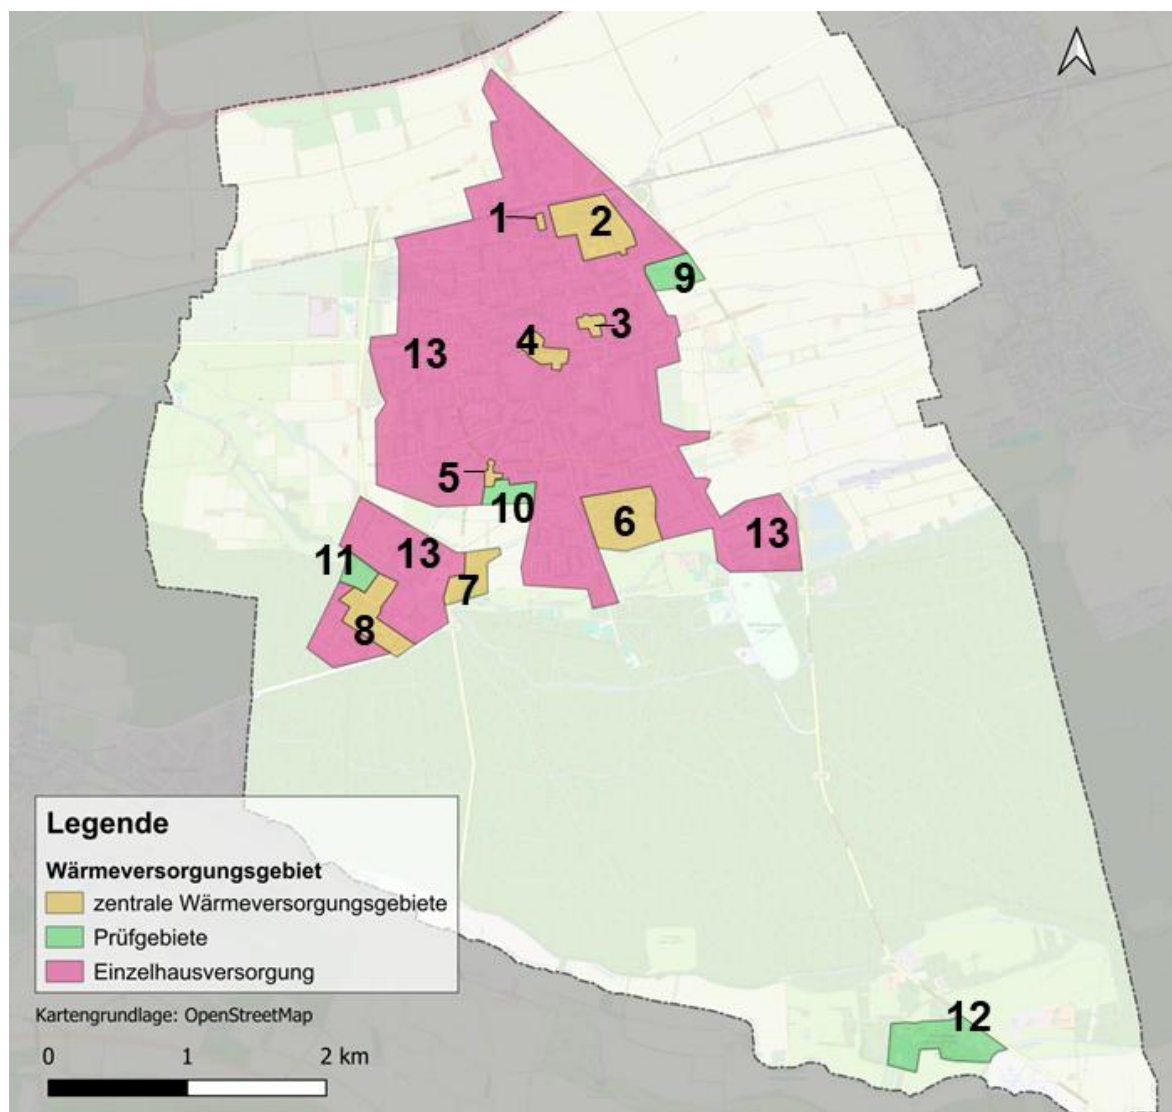 1
2
9
3
4
13
5
10
6
13
11
13
7
8
12
Legende
Wärmeversorgungsgebiet
zentrale Wärmeversorgungsgebiete
Prüfgebiete
Einzelhausversorgung
Kartengrundlage: OpenStreetMap
0 1 2 km